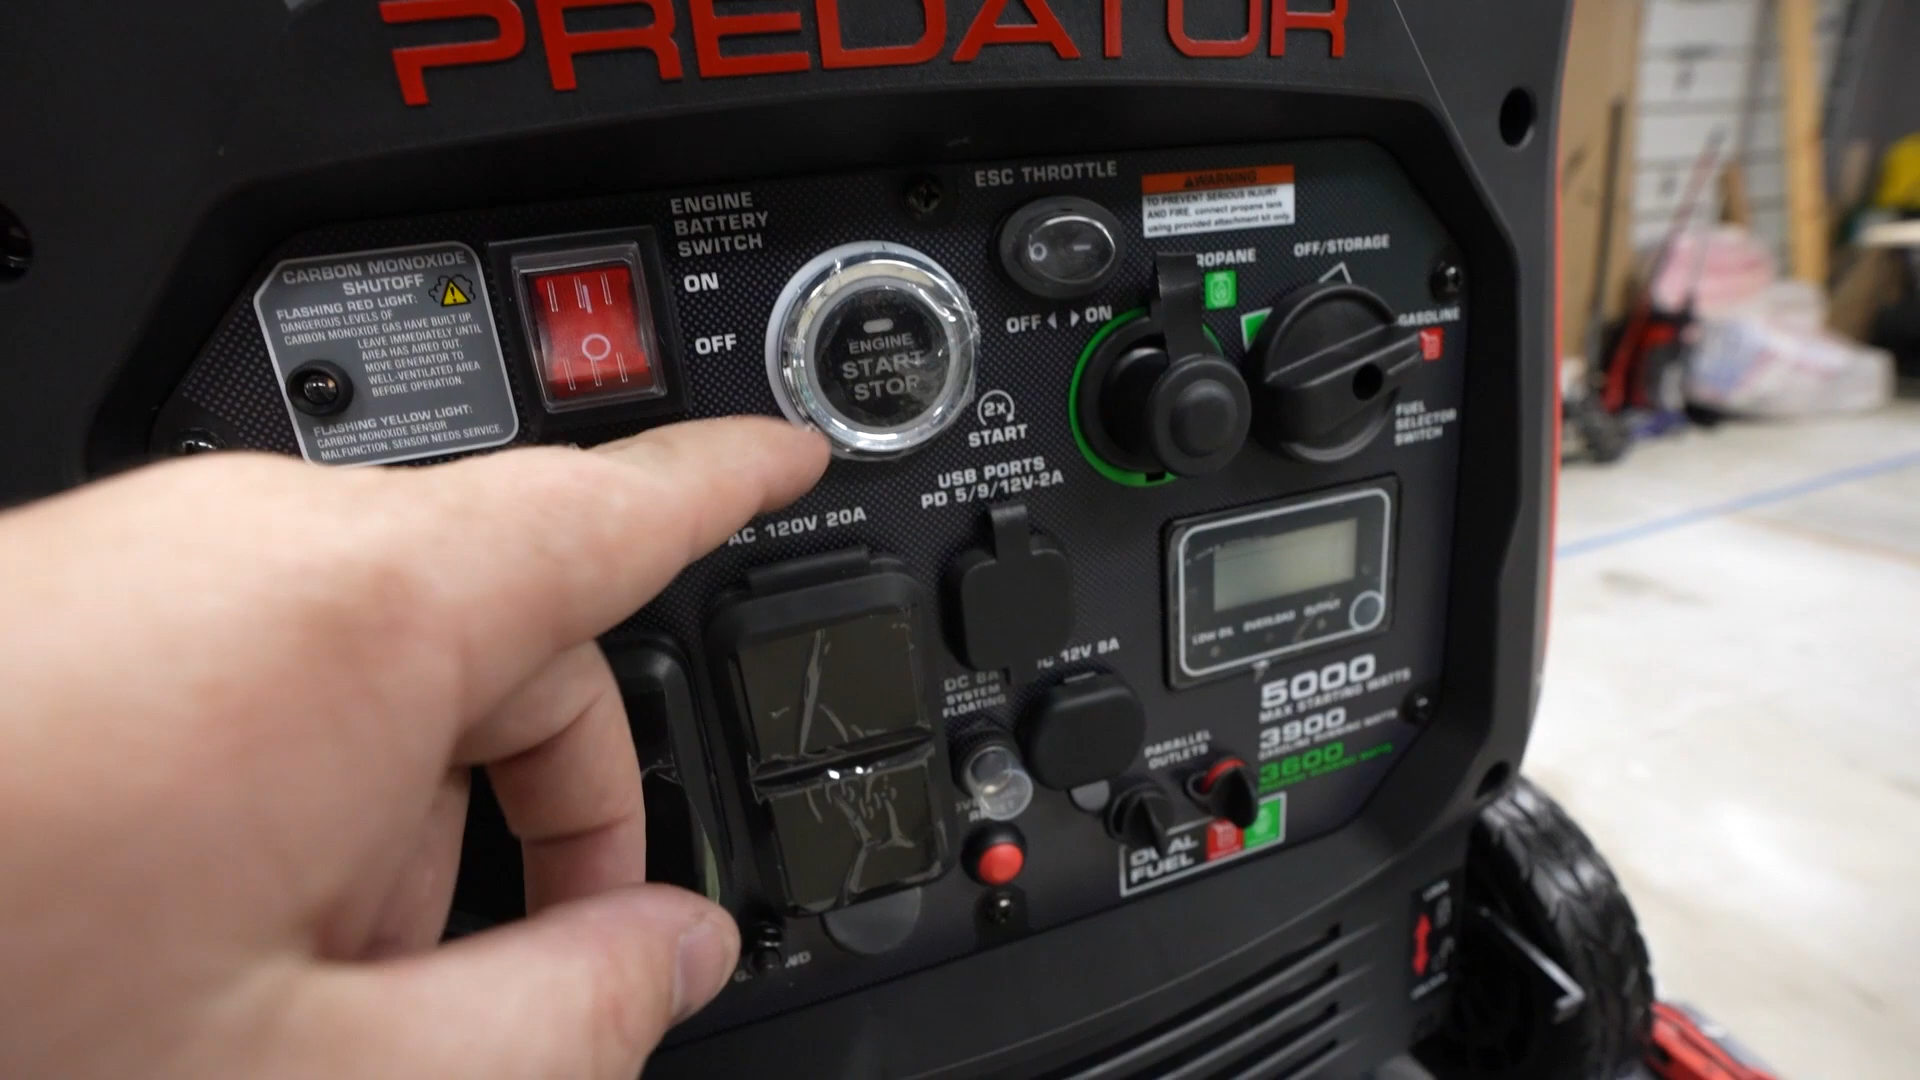 PREDATOR
CARBON MONOXIDE
SHUTOFF
FLASHING RED LIGHT:
DANGEROUS LEVELS OF
CARBON MONOXIDE GAS HAVE BUILT UP.
LEAVE IMMEDIATELY UNTIL
AREA HAS AIRED OUT.
MOVE GENERATOR TO
WELL-VENTILATED AREA
BEFORE OPERATION.
FLASHING YELLOW LIGHT:
CARBON MONOXIDE SENSOR
MALFUNCTION, SENSOR NEEDS SERVICE.
ENGINE
BATTERY
SWITCH
ON
OFF
ENGINE
START
STOP
2x
START
ESC THROTTLE
OFF ON
WARNING
TO PREVENT SERIOUS INJURY
AND FIRE, connect propane tank
using provided attachment kit only.
ROPANE
OFF/STORAGE
GASOLINE
FUEL
SELECTOR
SWITCH
USB PORTS
PD 5/9/12V-2A
AC 120V 20A
LOW OIL OVERLOAD OUTPUT
12V 8A
DC 8A
SYSTEM
FLOATING
PARALLEL
OUTLETS
5000
MAX STARTING WATTS
3900
GASOLINE RUNNING WATTS
3600
DUAL
FUEL